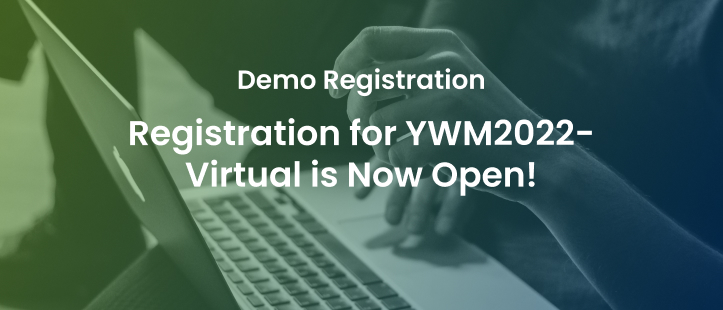 Demo Registration
Registration for YWM2022-
Virtual is Now Open!